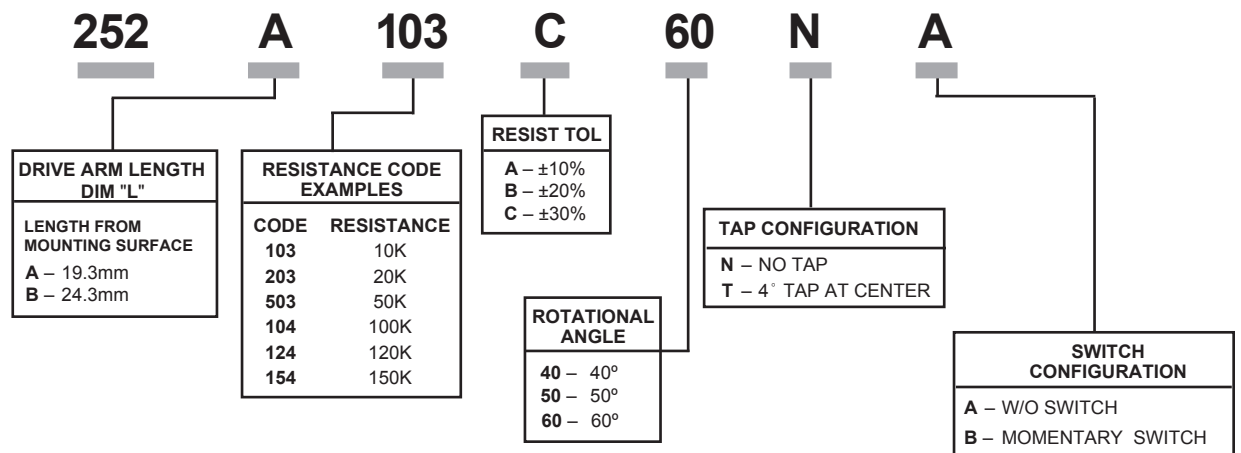 252 A 103 C 60 N A
DRIVE ARM LENGTH
DIM "L"
LENGTH FROM
MOUNTING SURFACE
A – 19.3mm
B – 24.3mm
RESISTANCE CODE
EXAMPLES
CODE RESISTANCE
103 10K
203 20K
503 50K
104 100K
124 120K
154 150K
RESIST TOL
A – ±10%
B – ±20%
C – ±30%
ROTATIONAL
ANGLE
40 – 40º
50 – 50º
60 – 60º
TAP CONFIGURATION
N – NO TAP
T – 4° TAP AT CENTER
SWITCH
CONFIGURATION
A – W/O SWITCH
B – MOMENTARY SWITCH